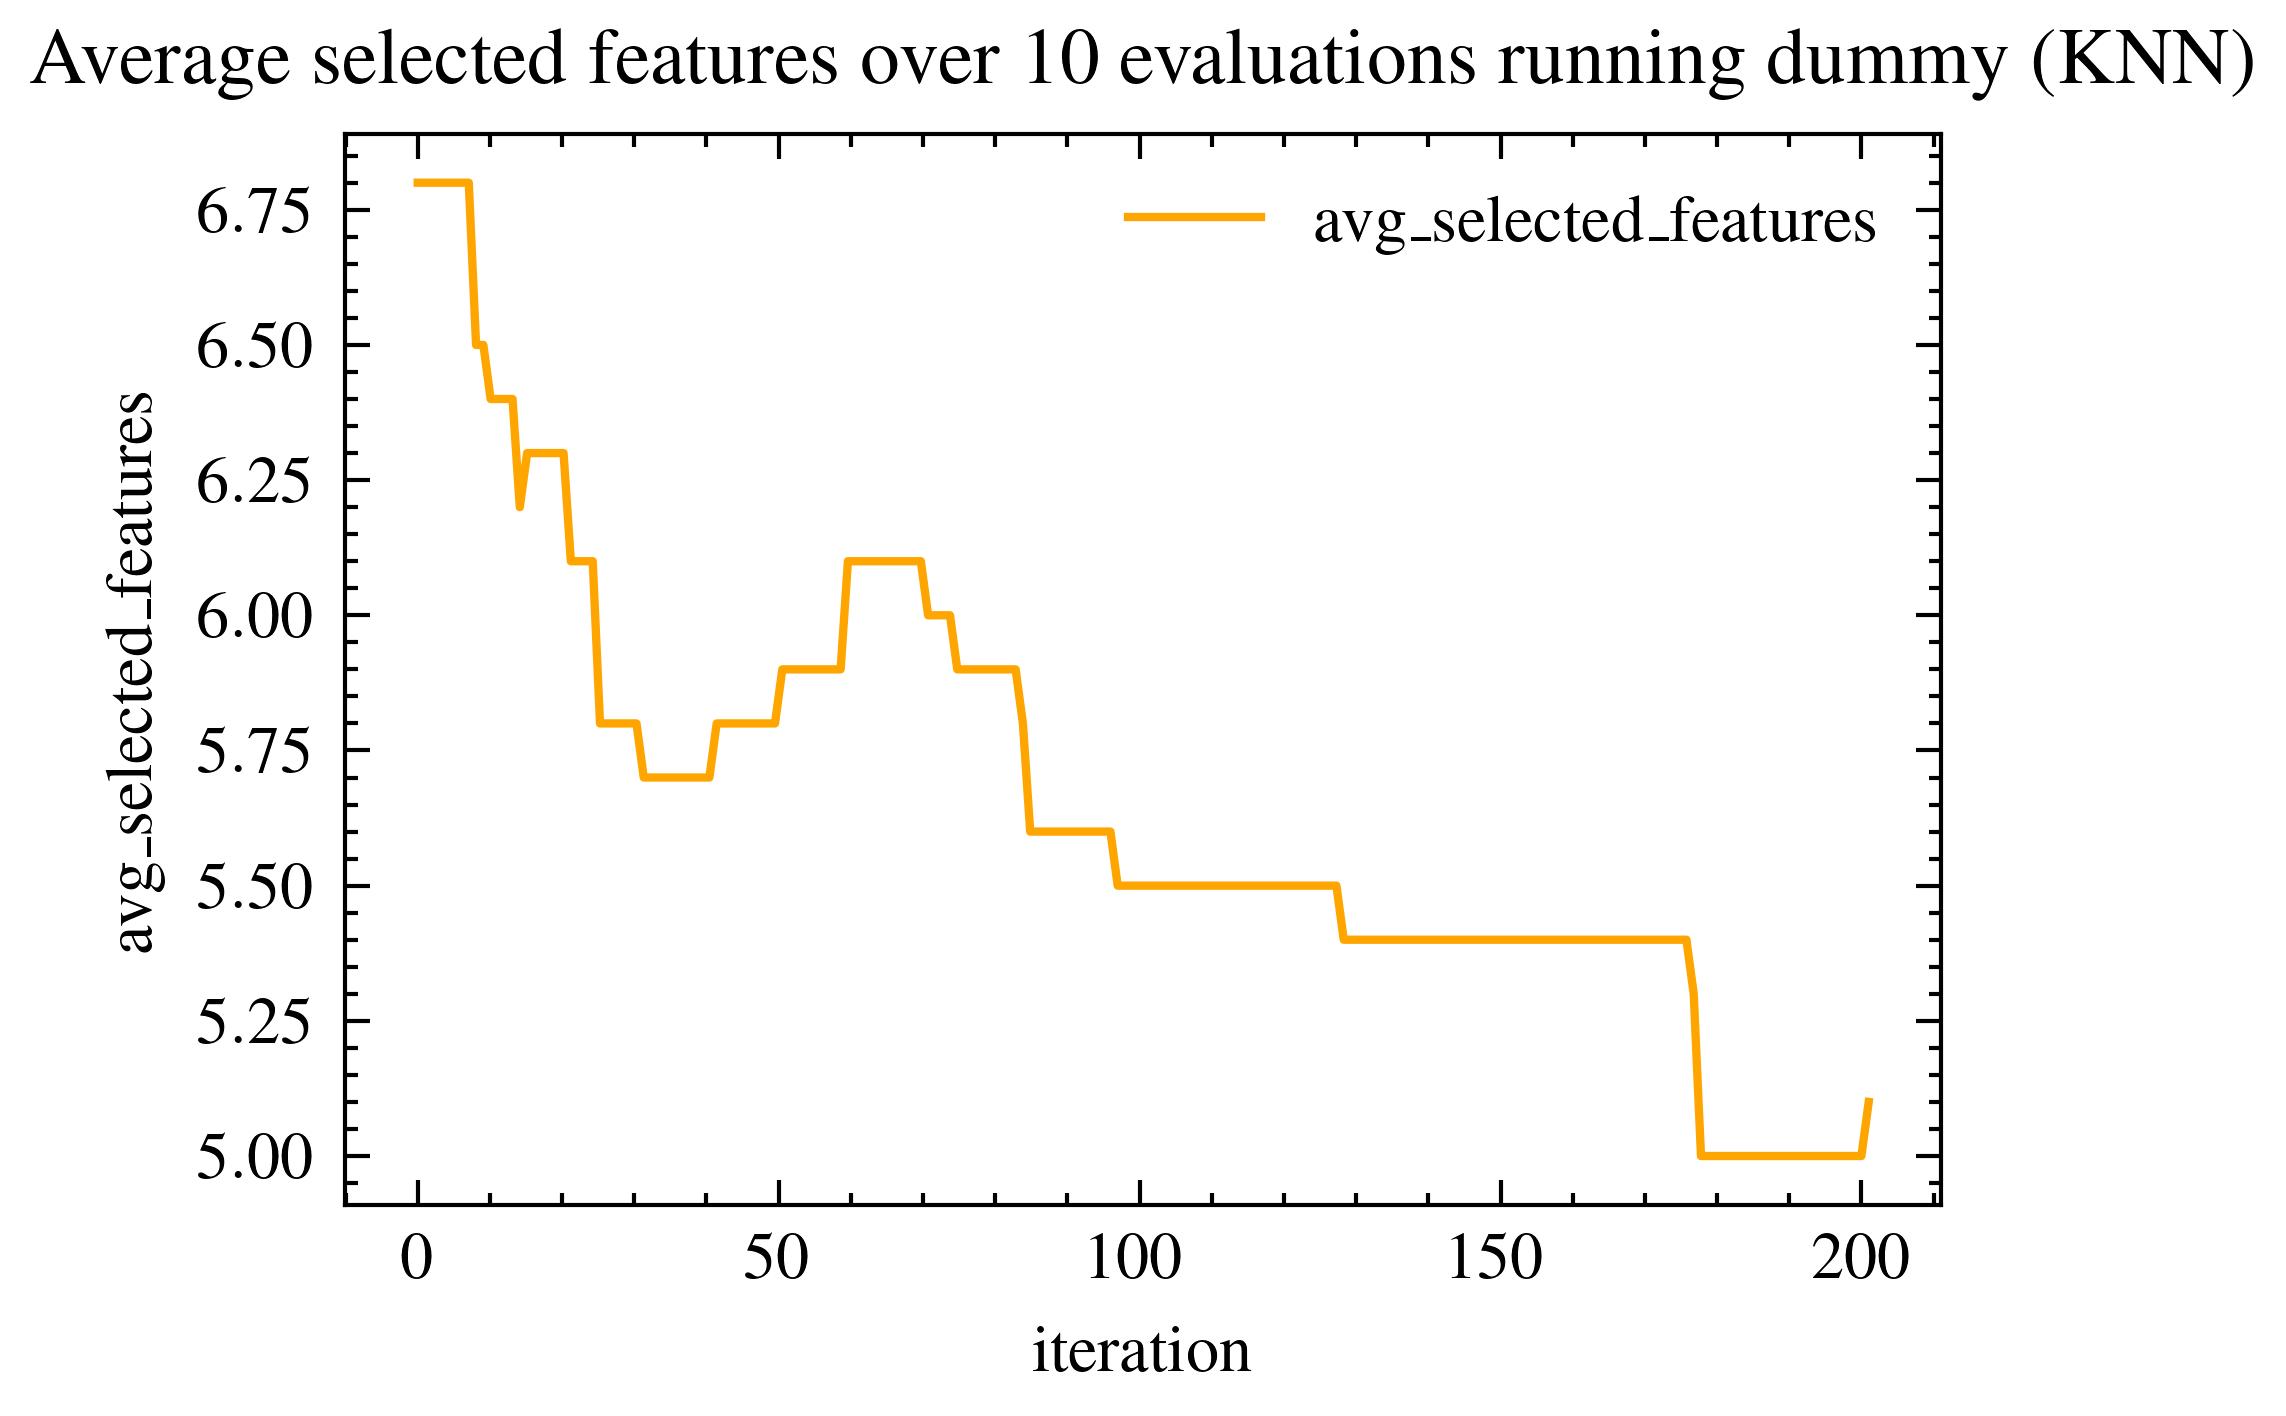 Average selected features over 10 evaluations running dummy (KNN)
avg_selected_features
avg_selected_features
6.75
6.50
6.25
6.00
5.75
5.50
5.25
5.00
0 50 100 150 200
iteration